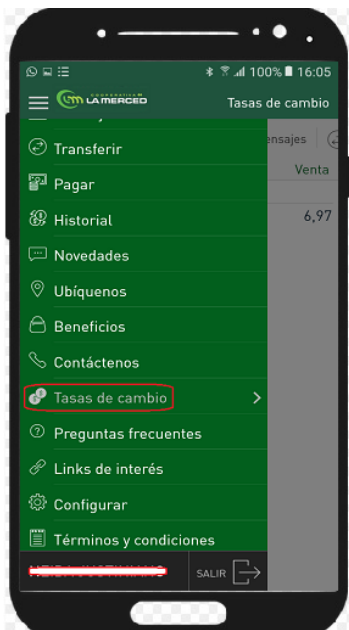 100% 16:05
COOPERATIVA
LA MERCED
Tasas de cambio
ensajes
Transferir
Venta
Pagar
Historial
6,97
Novedades
Ubíquenos
Beneficios
Contáctenos
Tasas de cambio
Preguntas frecuentes
Links de interés
Configurar
Términos y condiciones
SALIR